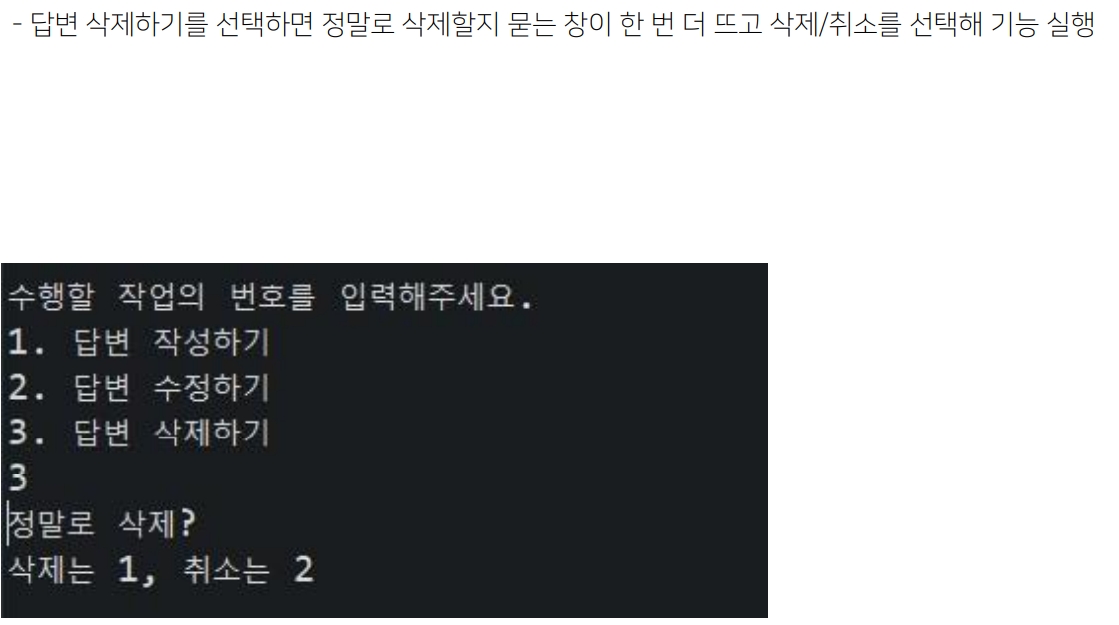 - 답변 삭제하기를 선택하면 정말로 삭제할지 묻는 창이 한 번 더 뜨고 삭제/취소를 선택해 기능 실행
수행할 작업의 번호를 입력해주세요.
1. 답변 작성하기
2. 답변 수정하기
3. 답변 삭제하기
3
정말로 삭제?
삭제는 1, 취소는 2